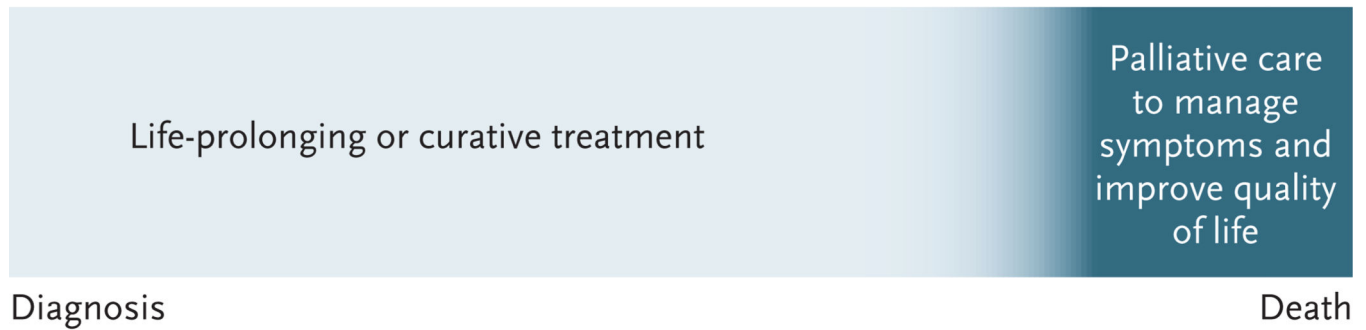 Life-prolonging or curative treatment
Palliative care
to manage
symptoms and
improve quality
of life
Diagnosis
Death